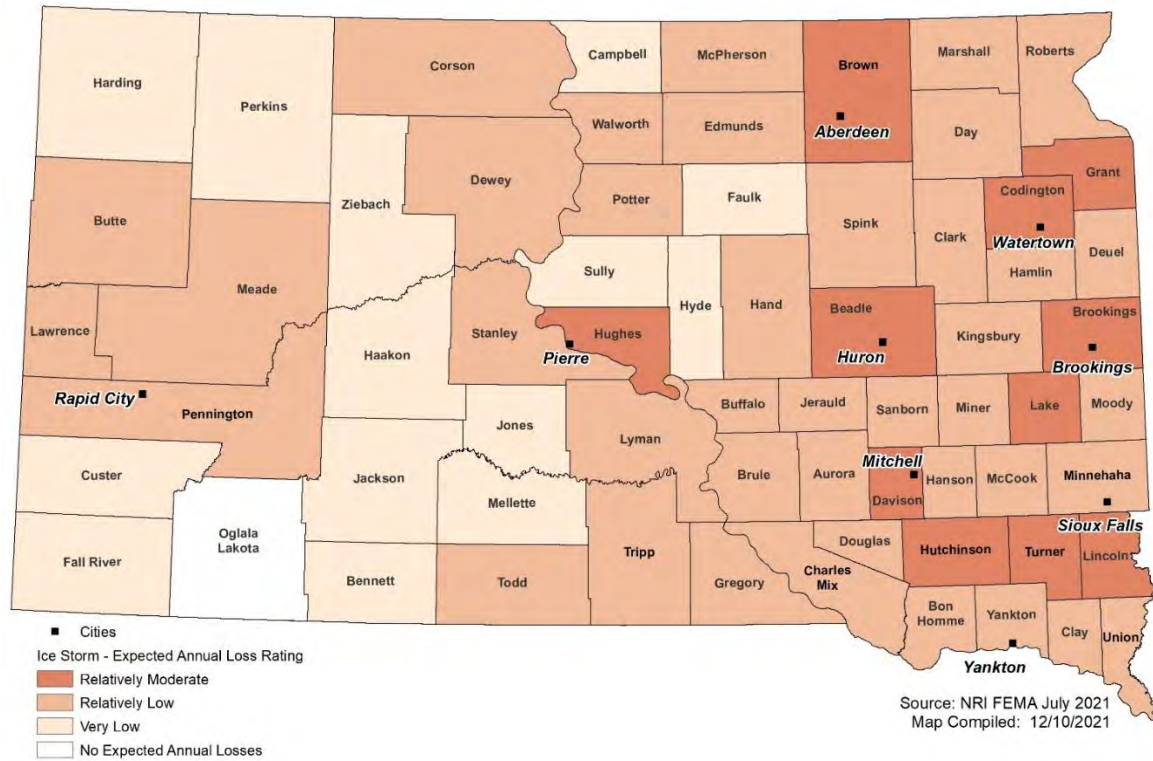 Harding
Perkins
Corson
Campbell
McPherson
Brown
Marshall
Roberts
Aberdeen
Walworth
Edmunds
Day
Butte
Ziebach
Dewey
Potter
Faulk
Spink
Clark
Codington
Grant
Watertown
Deuel
Hamlin
Meade
Sully
Hyde
Hand
Lawrence
Haakon
Stanley
Hughes
Pierre
Beadle
Huron
Kingsbury
Brookings
Brookings
Rapid City
Pennington
Jones
Lyman
Buffalo
Jerauld
Sanborn
Miner
Lake
Moody
Custer
Jackson
Mellette
Brule
Aurora
Mitchell
Davison
Hanson
McCook
Minnehaha
Sioux Falls
Fall River
Oglala
Lakota
Bennett
Todd
Tripp
Gregory
Charles
Mix
Douglas
Hutchinson
Turner
Lincoln
Bon
Homme
Yankton
Clay
Union
Yankton
Cities
Ice Storm - Expected Annual Loss Rating
Relatively Moderate
Relatively Low
Very Low
No Expected Annual Losses
Source: NRI FEMA July 2021
Map Compiled: 12/10/2021